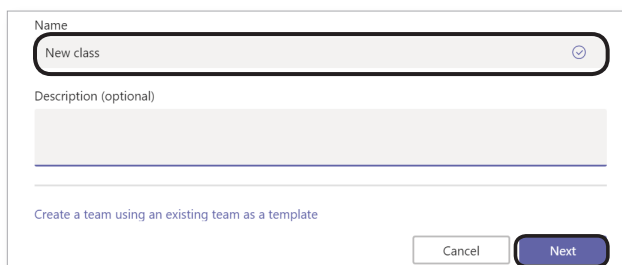 Name
New class
Description (optional)
Create a team using an existing team as a template
Cancel
Next